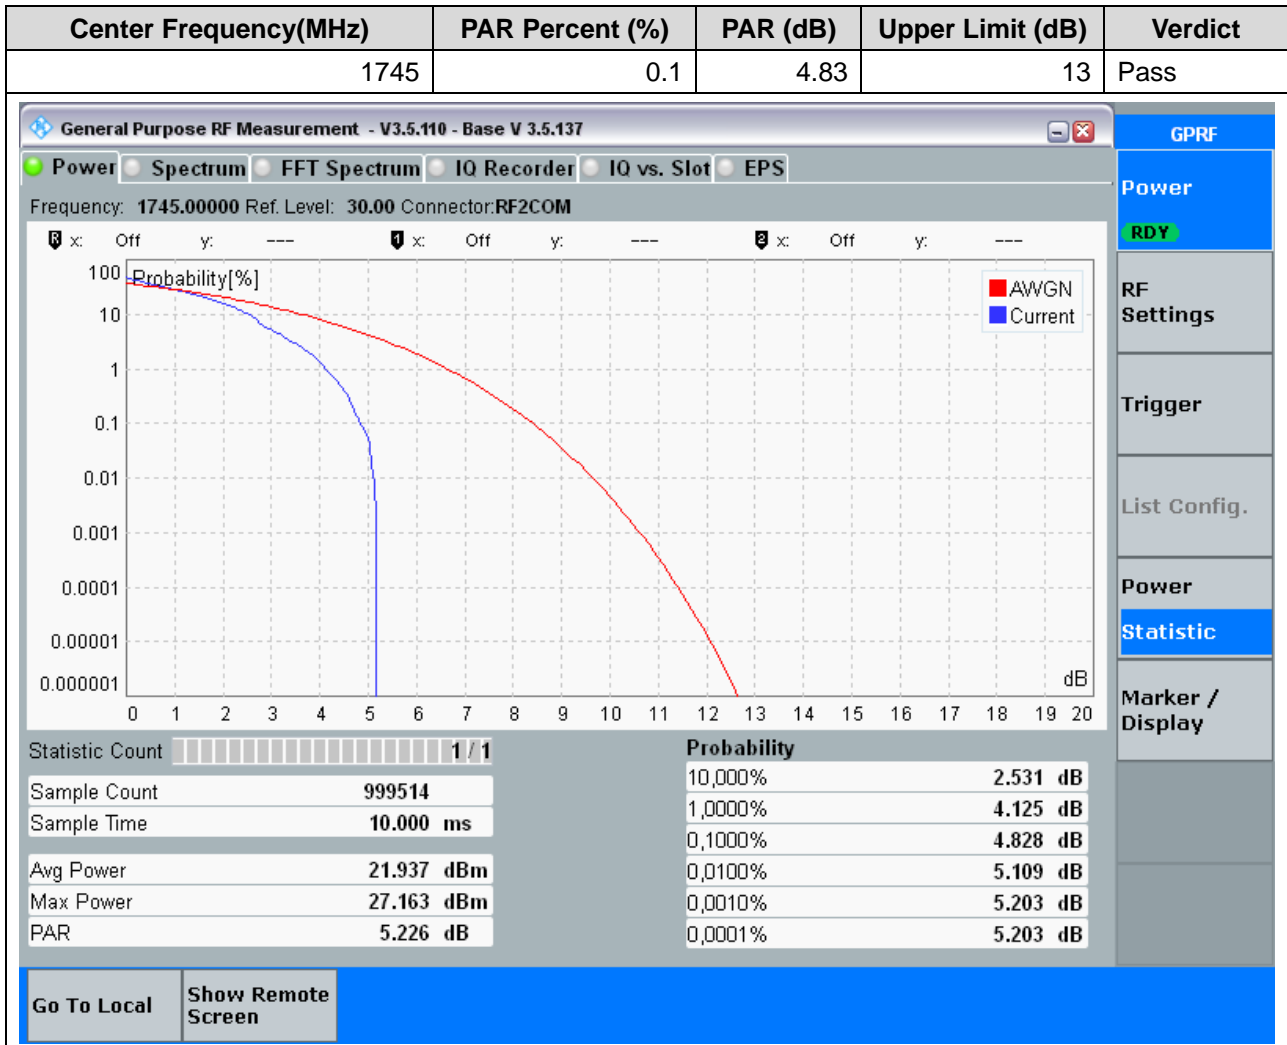 Center Frequency(MHz) PAR Percent (%) PAR (dB) Upper Limit (dB) Verdict
1745 0.1 4.83 13 Pass
General Purpose RF Measurement - V3.5.110 - Base V 3.5.137
GPRF
Power Spectrum FFT Spectrum IQ Recorder IQ vs. Slot EPS
Frequency: 1745.00000 Ref. Level: 30.00 Connector:RF2COM
R x: Off y: --- 1 x: Off y: --- 2 x: Off y: ---
Probability[%]
AWGN
Current
100
10
1
0.1
0.01
0.001
0.0001
0.00001
0.000001
dB
0 1 2 3 4 5 6 7 8 9 10 11 12 13 14 15 16 17 18 19 20
Statistic Count 1 / 1
Sample Count 999514
Sample Time 10.000 ms
Avg Power 21.937 dBm
Max Power 27.163 dBm
PAR 5.226 dB
Probability
10,000% 2.531 dB
1,0000% 4.125 dB
0,1000% 4.828 dB
0,0100% 5.109 dB
0,0010% 5.203 dB
0,0001% 5.203 dB
Power
RDY
RF
Settings
Trigger
List Config.
Power
Statistic
Marker /
Display
Go To Local
Show Remote
Screen